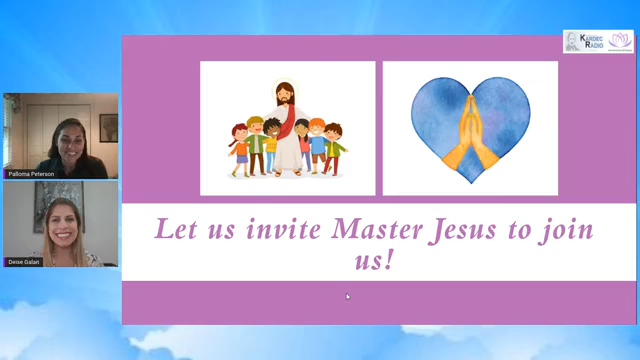 KARDEC
RADIO
Palloma Peterson
Deise Galan
Let us invite Master Jesus to join
us!